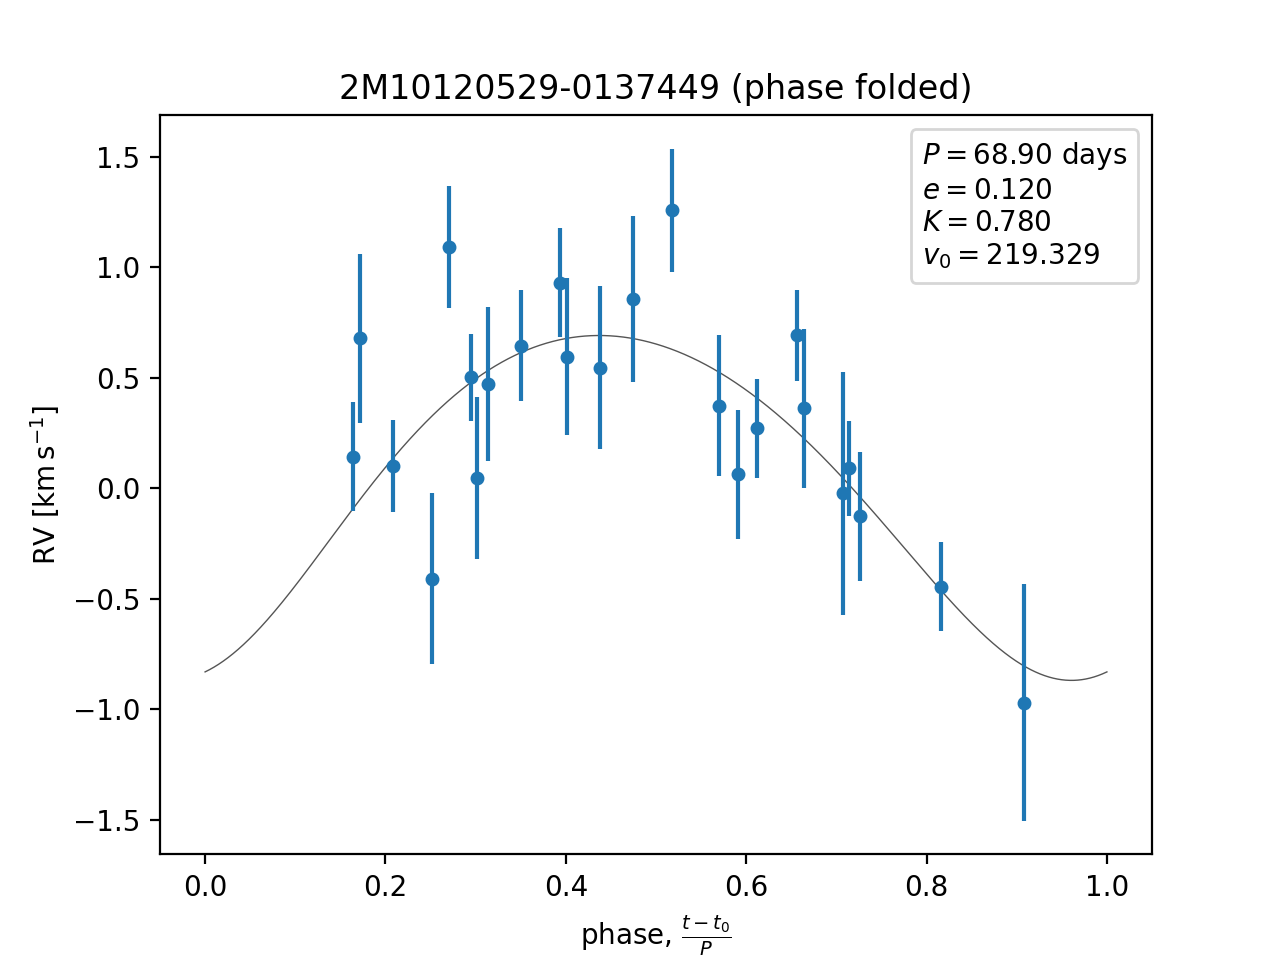 2M10120529-0137449 (phase folded)
P = 68.90 days
e = 0.120
K = 0.780
v₀ = 219.329
1.5
1.0
0.5
0.0
−0.5
−1.0
−1.5
RV [km s⁻¹]
0.0 0.2 0.4 0.6 0.8 1.0
phase, (t − t₀)/P